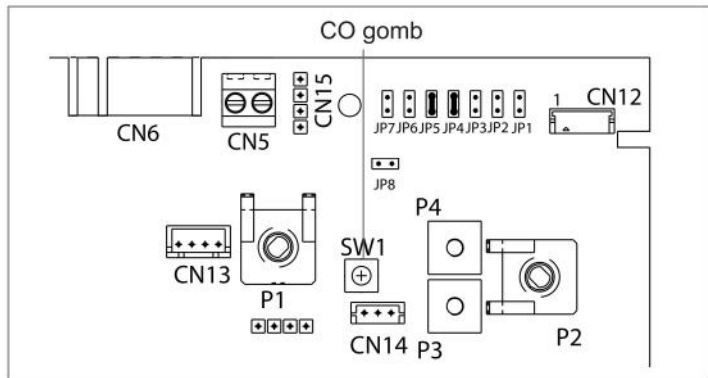 CO gomb
CN6
CN5
CN15
JP7 JP6 JP5 JP4 JP3 JP2 JP1
1
CN12
JP8
CN13
P1
SW1
P4
CN14
P3
P2